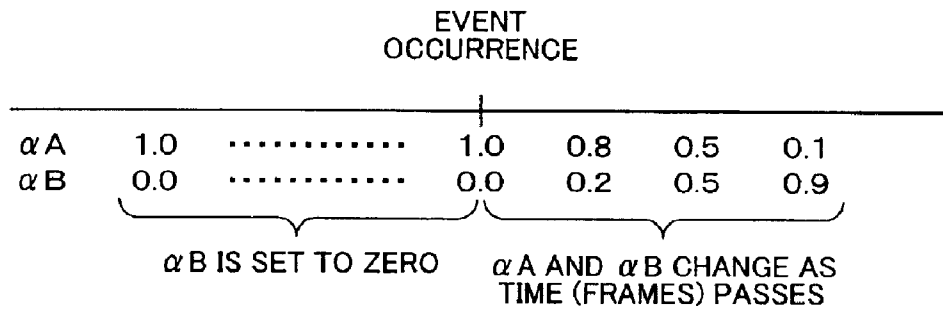 EVENT
OCCURRENCE
αA 1.0 ............ 1.0 0.8 0.5 0.1
αB 0.0 ............ 0.0 0.2 0.5 0.9
αB IS SET TO ZERO
αA AND αB CHANGE AS
TIME (FRAMES) PASSES